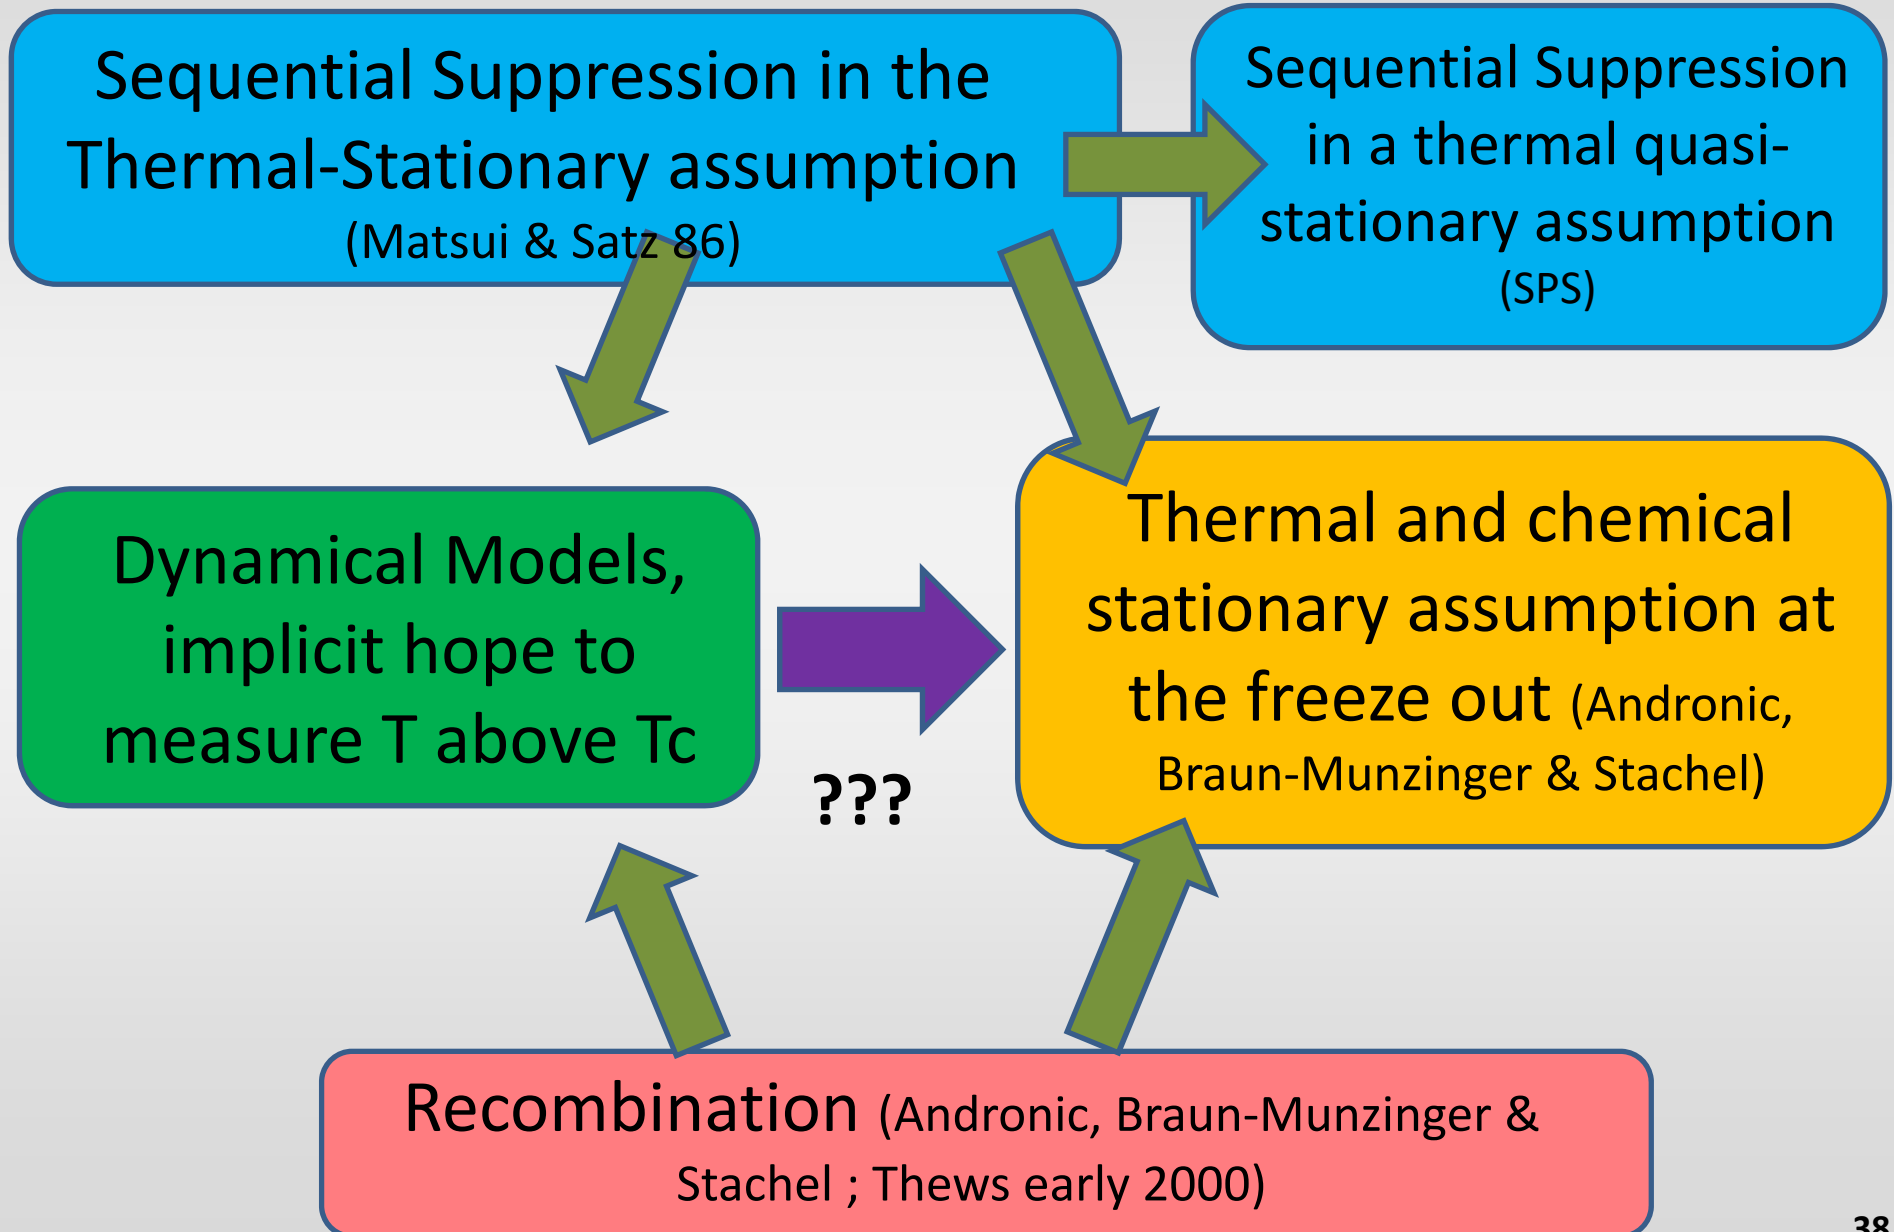 Sequential Suppression in the
Thermal-Stationary assumption
(Matsui & Satz 86)
Sequential Suppression
in a thermal quasi-
stationary assumption
(SPS)
Dynamical Models,
implicit hope to
measure T above Tc
???
Thermal and chemical
stationary assumption at
the freeze out (Andronic,
Braun-Munzinger & Stachel)
Recombination (Andronic, Braun-Munzinger &
Stachel ; Thews early 2000)
38